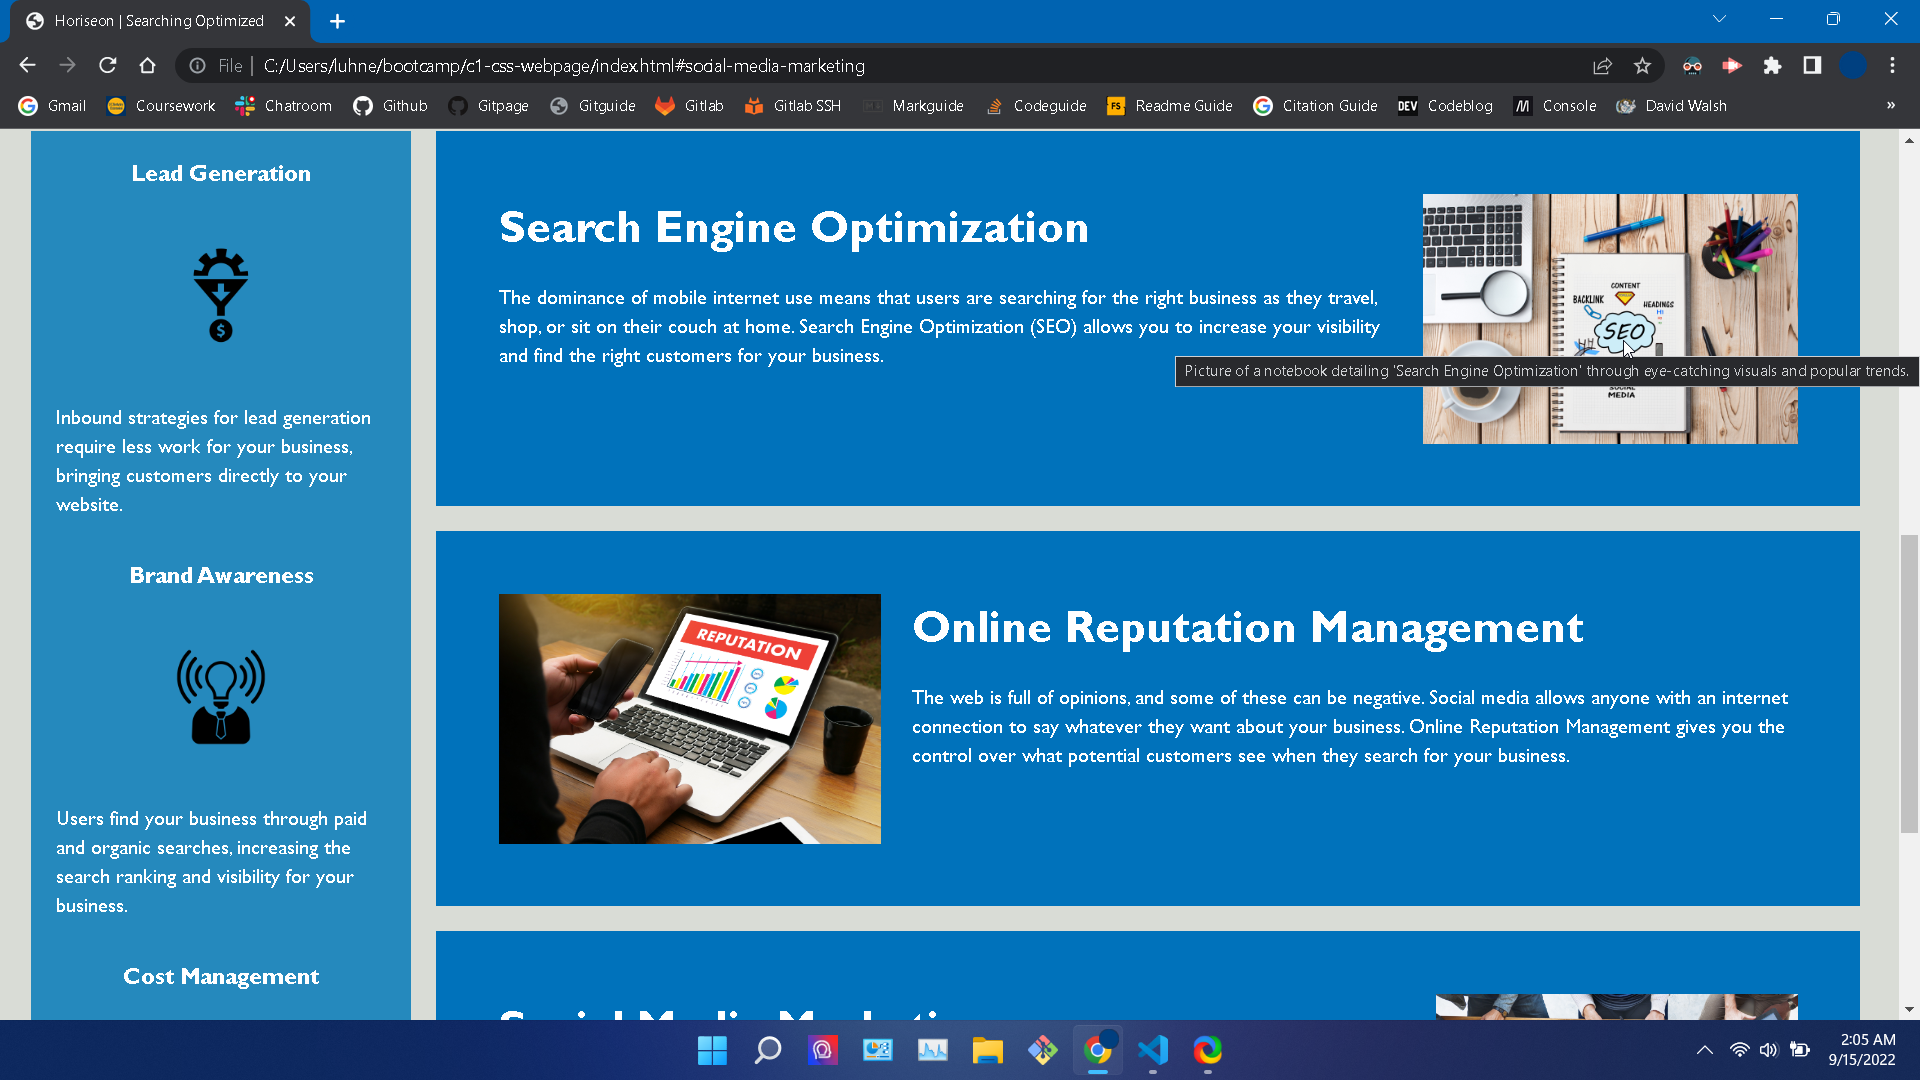 Horiseon | Searching Optimized
File | C:/Users/luhne/bootcamp/c1-css-webpage/index.html#social-media-marketing
Gmail Coursework Chatroom Github Gitpage Gitguide Gitlab Gitlab SSH Markguide Codeguide FS Readme Guide Citation Guide DEV Codeblog M Console David Walsh »
Lead Generation
$
Inbound strategies for lead generation
require less work for your business,
bringing customers directly to your
website.
Brand Awareness
Users find your business through paid
and organic searches, increasing the
search ranking and visibility for your
business.
Cost Management
Search Engine Optimization
The dominance of mobile internet use means that users are searching for the right business as they travel,
shop, or sit on their couch at home. Search Engine Optimization (SEO) allows you to increase your visibility
and find the right customers for your business.
CONTENT
BACKLINK
HEADINGS
H1
SEO
Picture of a notebook detailing 'Search Engine Optimization' through eye-catching visuals and popular trends.
SOCIAL
MEDIA
REPUTATION
Online Reputation Management
The web is full of opinions, and some of these can be negative. Social media allows anyone with an internet
connection to say whatever they want about your business. Online Reputation Management gives you the
control over what potential customers see when they search for your business.
Social Media Marketing
2:05 AM
9/15/2022